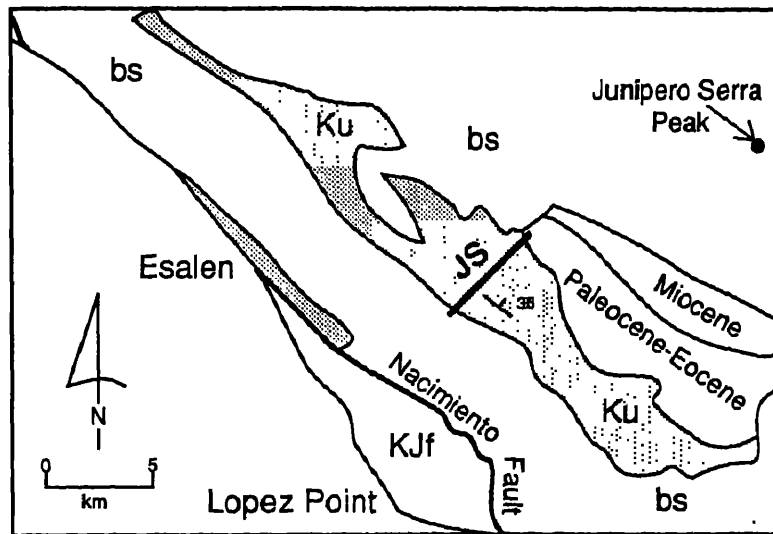 bs
Ku
bs
Junipero Serra
Peak
JS
38
Esalen
Miocene
Paleocene-Eocene
Nacimiento
Fault
Ku
N
0 5
km
KJf
Lopez Point
bs